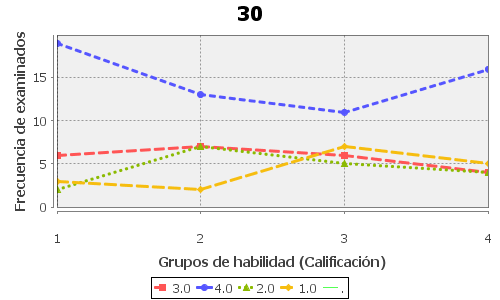 30
Frecuencia de examinados
15
10
5
0
1 2 3 4
Grupos de habilidad (Calificación)
3.0 4.0 2.0 1.0 .